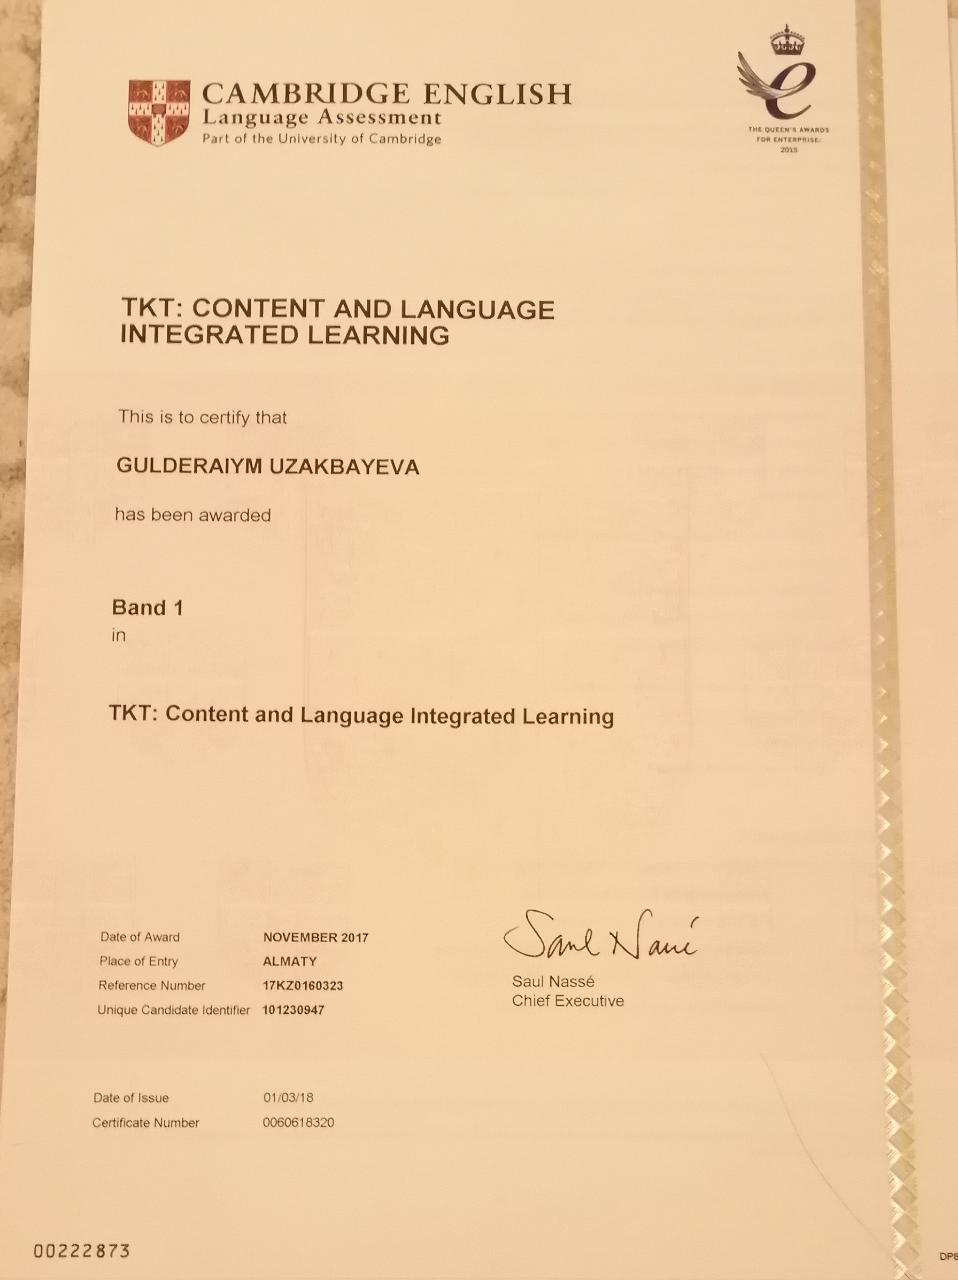 CAMBRIDGE ENGLISH
Language Assessment
Part of the University of Cambridge
THE QUEEN'S AWARDS
FOR ENTERPRISE:
2015
TKT: CONTENT AND LANGUAGE
INTEGRATED LEARNING
This is to certify that
GULDERAIYM UZAKBAYEVA
has been awarded
Band 1
in
TKT: Content and Language Integrated Learning
Date of Award NOVEMBER 2017
Place of Entry ALMATY
Reference Number 17KZ0160323
Unique Candidate Identifier 101230947
Saul Nassé
Saul Nassé
Chief Executive
Date of Issue 01/03/18
Certificate Number 0060618320
00222873